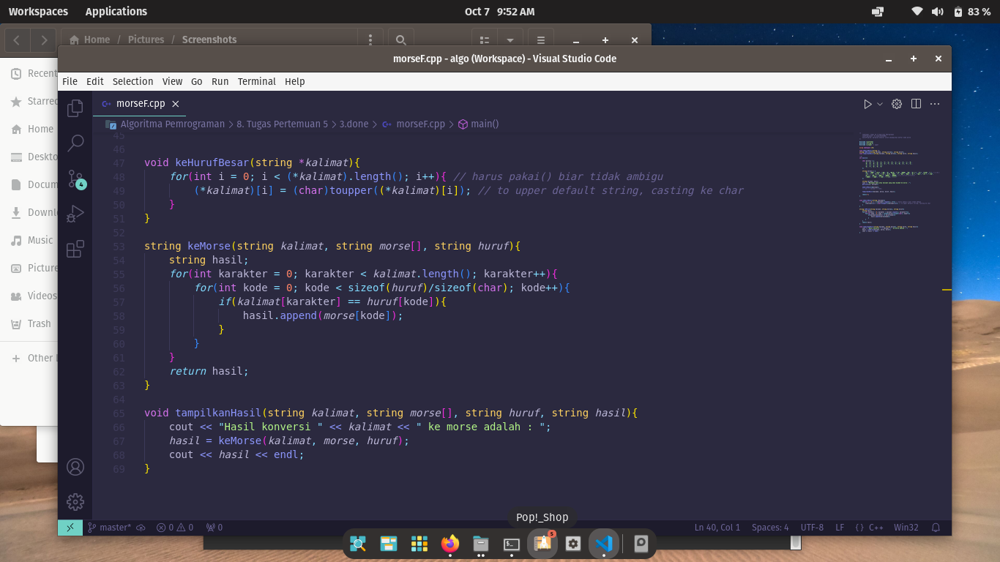 Workspaces Applications Oct 7 9:52 AM 83 %
Home / Pictures / Screenshots
morseF.cpp - algo (Workspace) - Visual Studio Code
File Edit Selection View Go Run Terminal Help
Recent
Starred
Home
Deskto
Docum
Downl
Music
Picture
Videos
Trash
Other
morseF.cpp
Algoritma Pemrograman > 8. Tugas Pertemuan 5 > 3.done > morseF.cpp > main()
4
45
46
47 void keHurufBesar(string *kalimat){
48 for(int i = 0; i < (*kalimat).length(); i++){ // harus pakai() biar tidak ambigu
49 (*kalimat)[i] = (char)toupper((*kalimat)[i]); // to upper default string, casting ke char
50 }
51 }
52
53 string keMorse(string kalimat, string morse[], string huruf){
54 string hasil;
55 for(int karakter = 0; karakter < kalimat.length(); karakter++){
56 for(int kode = 0; kode < sizeof(huruf)/sizeof(char); kode++){
57 if(kalimat[karakter] == huruf[kode]){
58 hasil.append(morse[kode]);
59 }
60 }
61 }
62 return hasil;
63 }
64
65 void tampilkanHasil(string kalimat, string morse[], string huruf, string hasil){
66 cout << "Hasil konversi " << kalimat << " ke morse adalah : ";
67 hasil = keMorse(kalimat, morse, huruf);
68 cout << hasil << endl;
69 }
Pop!_Shop
master* 0 0 0 Ln 40, Col 1 Spaces: 4 UTF-8 LF {} C++ Win32
5